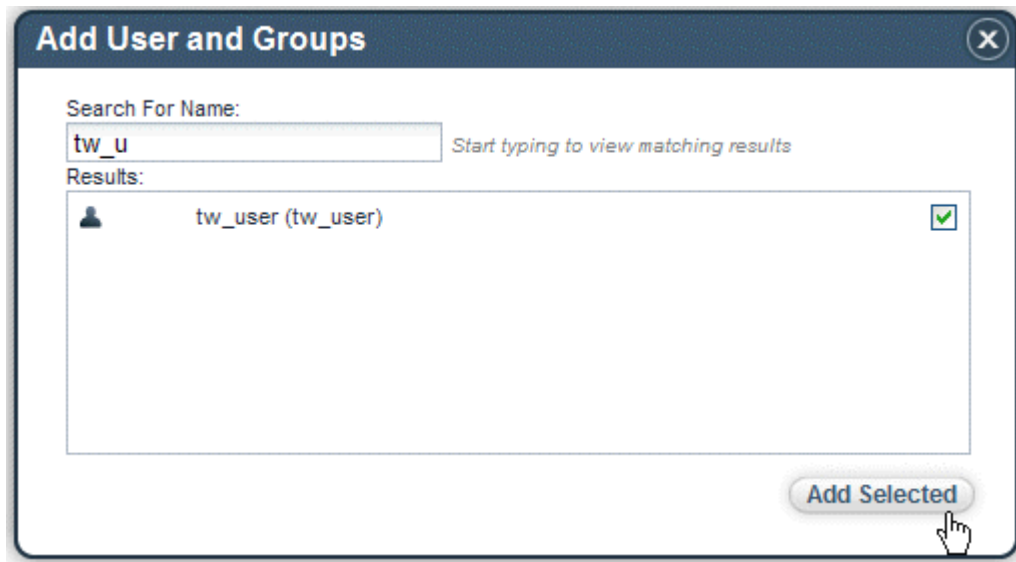 Add User and Groups
Search For Name:
tw_u Start typing to view matching results
Results:
tw_user (tw_user)
Add Selected